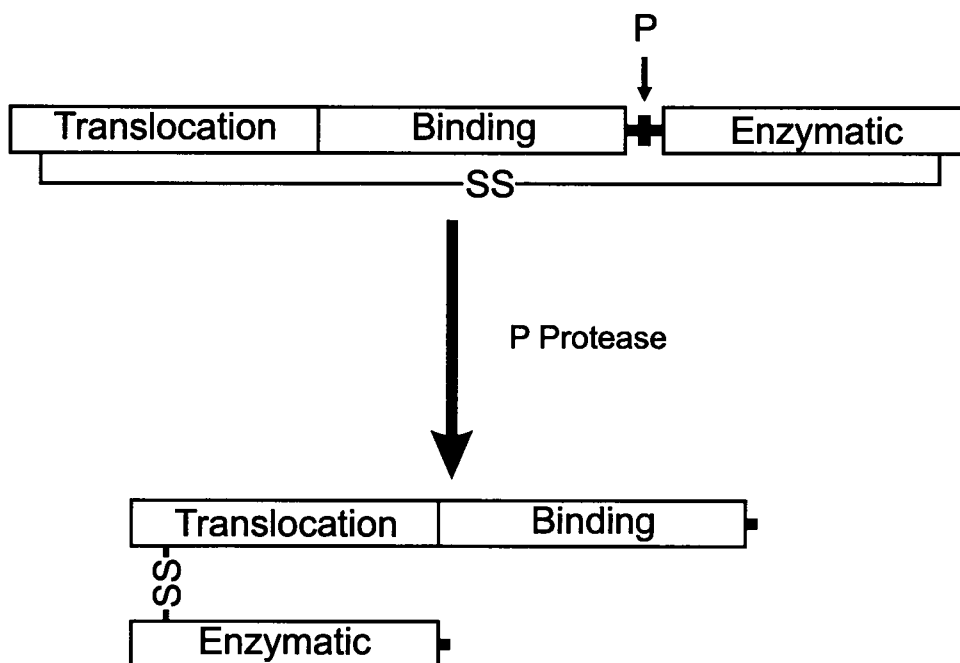 P
Translocation Binding Enzymatic
SS
P Protease
Translocation Binding
SS
Enzymatic